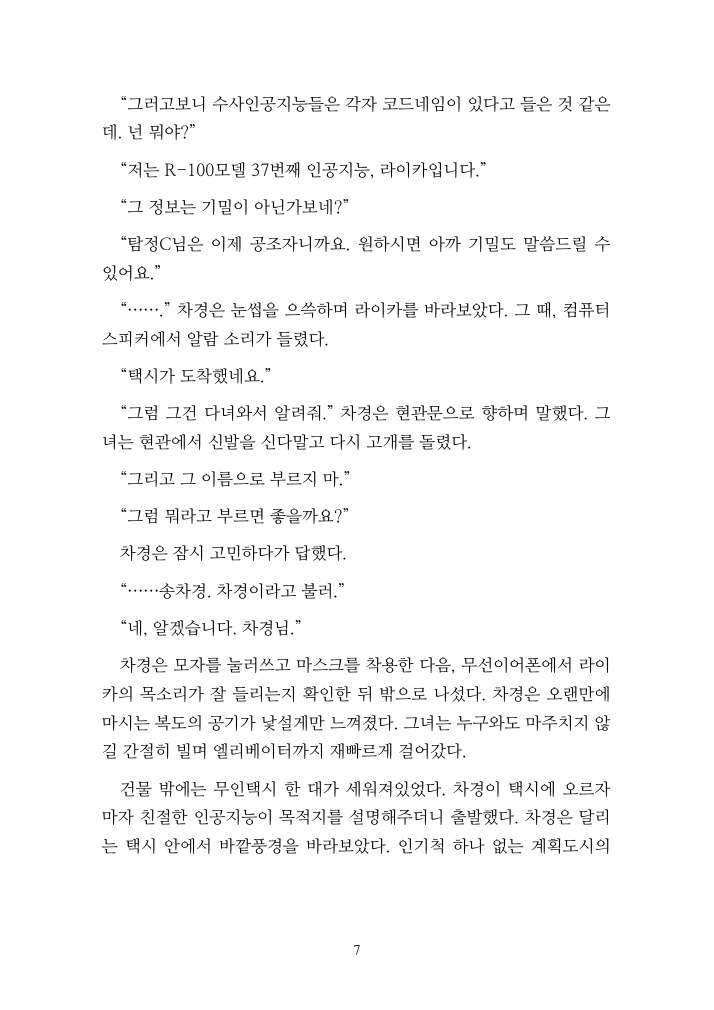 “그러고보니 수사인공지능들은 각자 코드네임이 있다고 들은 것 같은
데. 넌 뭐야?”
“저는 R-100모델 37번째 인공지능, 라이카입니다.”
“그 정보는 기밀이 아닌가보네?”
“탐정C님은 이제 공조자니까요. 원하시면 아까 기밀도 말씀드릴 수
있어요.”
“…….” 차경은 눈썹을 으쓱하며 라이카를 바라보았다. 그 때, 컴퓨터
스피커에서 알람 소리가 들렸다.
“택시가 도착했네요.”
“그럼 그건 다녀와서 알려줘.” 차경은 현관문으로 향하며 말했다. 그
녀는 현관에서 신발을 신다말고 다시 고개를 돌렸다.
“그리고 그 이름으로 부르지 마.”
“그럼 뭐라고 부르면 좋을까요?”
차경은 잠시 고민하다가 답했다.
“……송차경. 차경이라고 불러.”
“네, 알겠습니다. 차경님.”
차경은 모자를 눌러쓰고 마스크를 착용한 다음, 무선이어폰에서 라이
카의 목소리가 잘 들리는지 확인한 뒤 밖으로 나섰다. 차경은 오랜만에
마시는 복도의 공기가 낯설게만 느껴졌다. 그녀는 누구와도 마주치지 않
길 간절히 빌며 엘리베이터까지 재빠르게 걸어갔다.
건물 밖에는 무인택시 한 대가 세워져있었다. 차경이 택시에 오르자
마자 친절한 인공지능이 목적지를 설명해주더니 출발했다. 차경은 달리
는 택시 안에서 바깥풍경을 바라보았다. 인기척 하나 없는 계획도시의
7